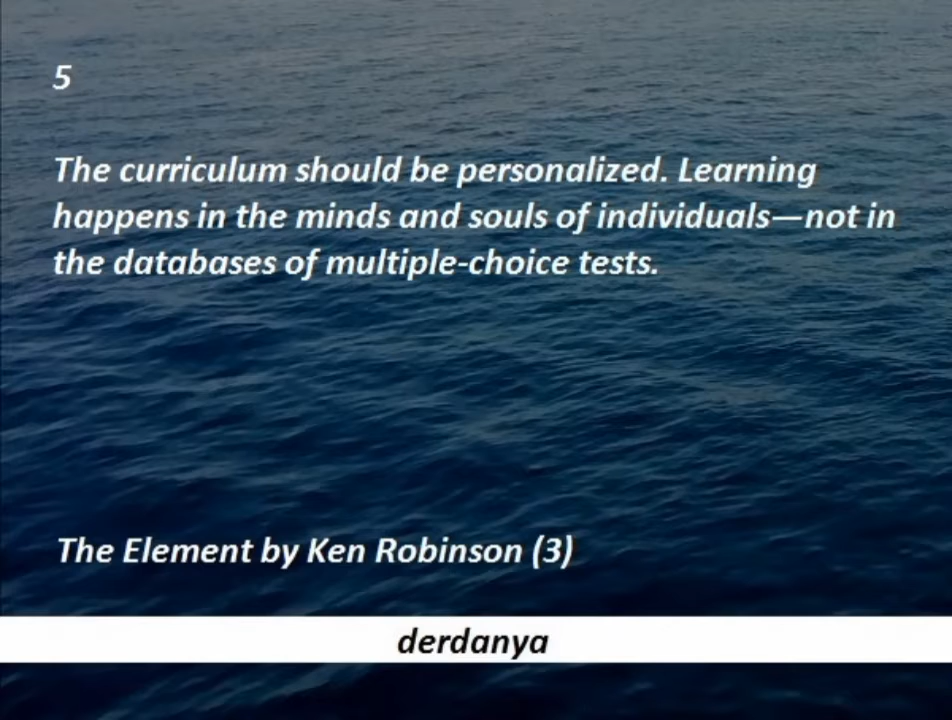 5
The curriculum should be personalized. Learning
happens in the minds and souls of individuals—not in
the databases of multiple-choice tests.
The Element by Ken Robinson (3)
derdanya